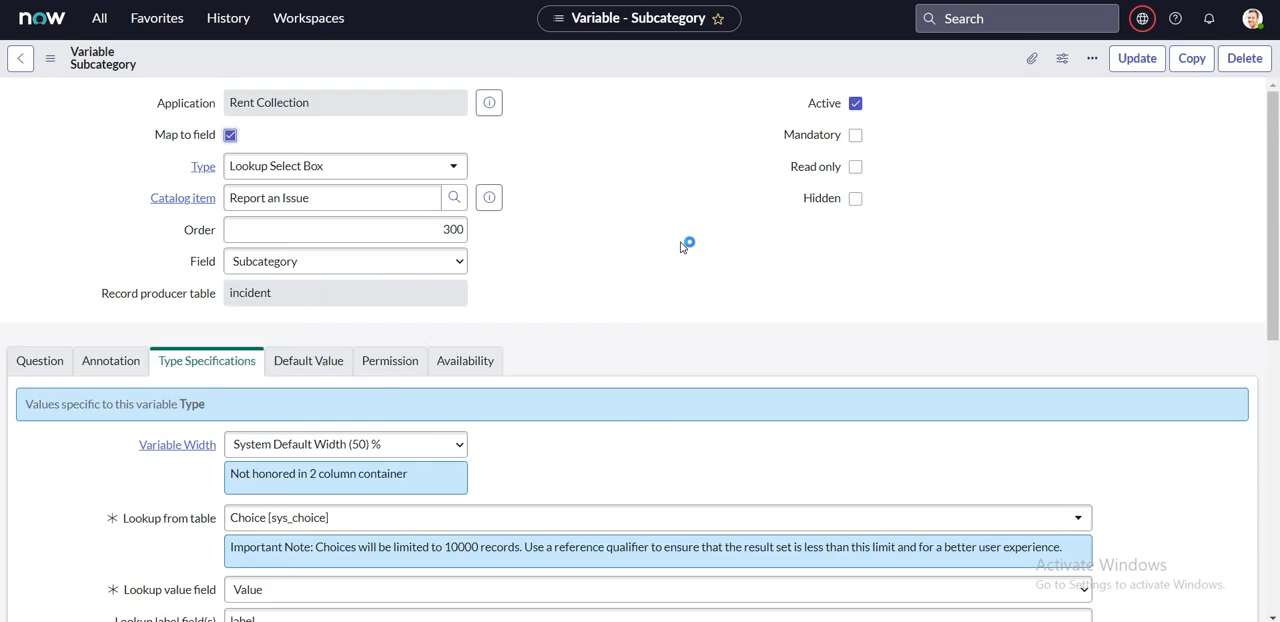 now All Favorites History Workspaces Variable - Subcategory Search
Variable
Subcategory
Update Copy Delete
Application Rent Collection Active
Map to field Mandatory
Type Lookup Select Box Read only
Catalog item Report an Issue Hidden
Order 300
Field Subcategory
Record producer table incident
Question Annotation Type Specifications Default Value Permission Availability
Values specific to this variable Type
Variable Width System Default Width (50) %
Not honored in 2 column container
✳ Lookup from table Choice [sys_choice]
Important Note: Choices will be limited to 10000 records. Use a reference qualifier to ensure that the result set is less than this limit and for a better user experience.
Activate Windows
Go to Settings to activate Windows.
✳ Lookup value field Value
Lookup label field(s) label